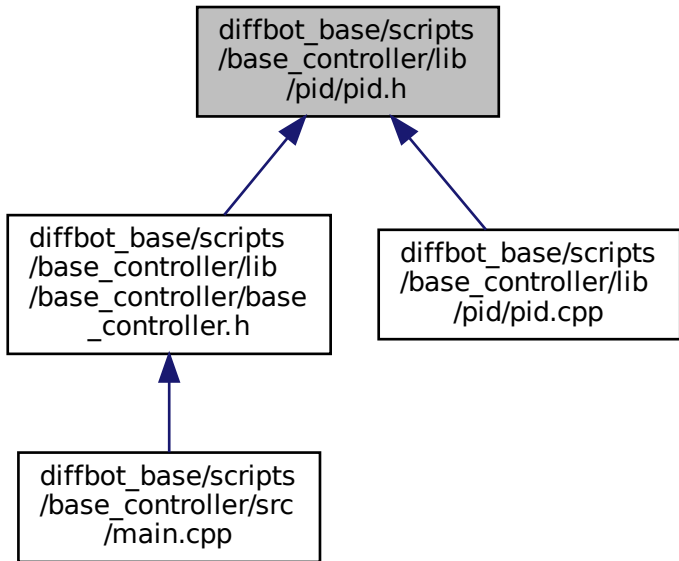 diffbot_base/scripts
/base_controller/lib
/pid/pid.h
diffbot_base/scripts
/base_controller/lib
/base_controller/base
_controller.h
diffbot_base/scripts
/base_controller/lib
/pid/pid.cpp
diffbot_base/scripts
/base_controller/src
/main.cpp